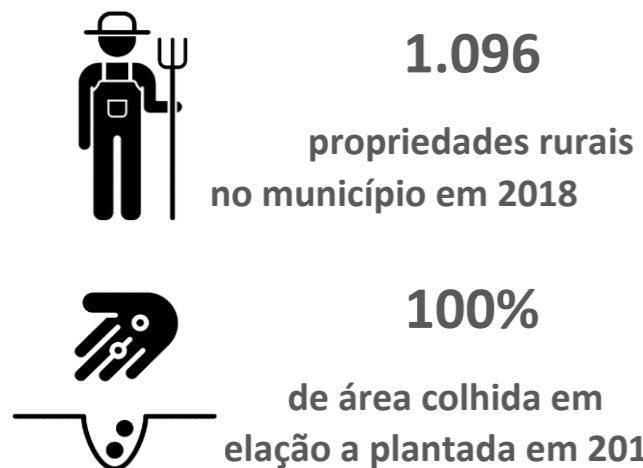 1.096
propriedades rurais
no município em 2018
100%
de área colhida em
elação a plantada em 201